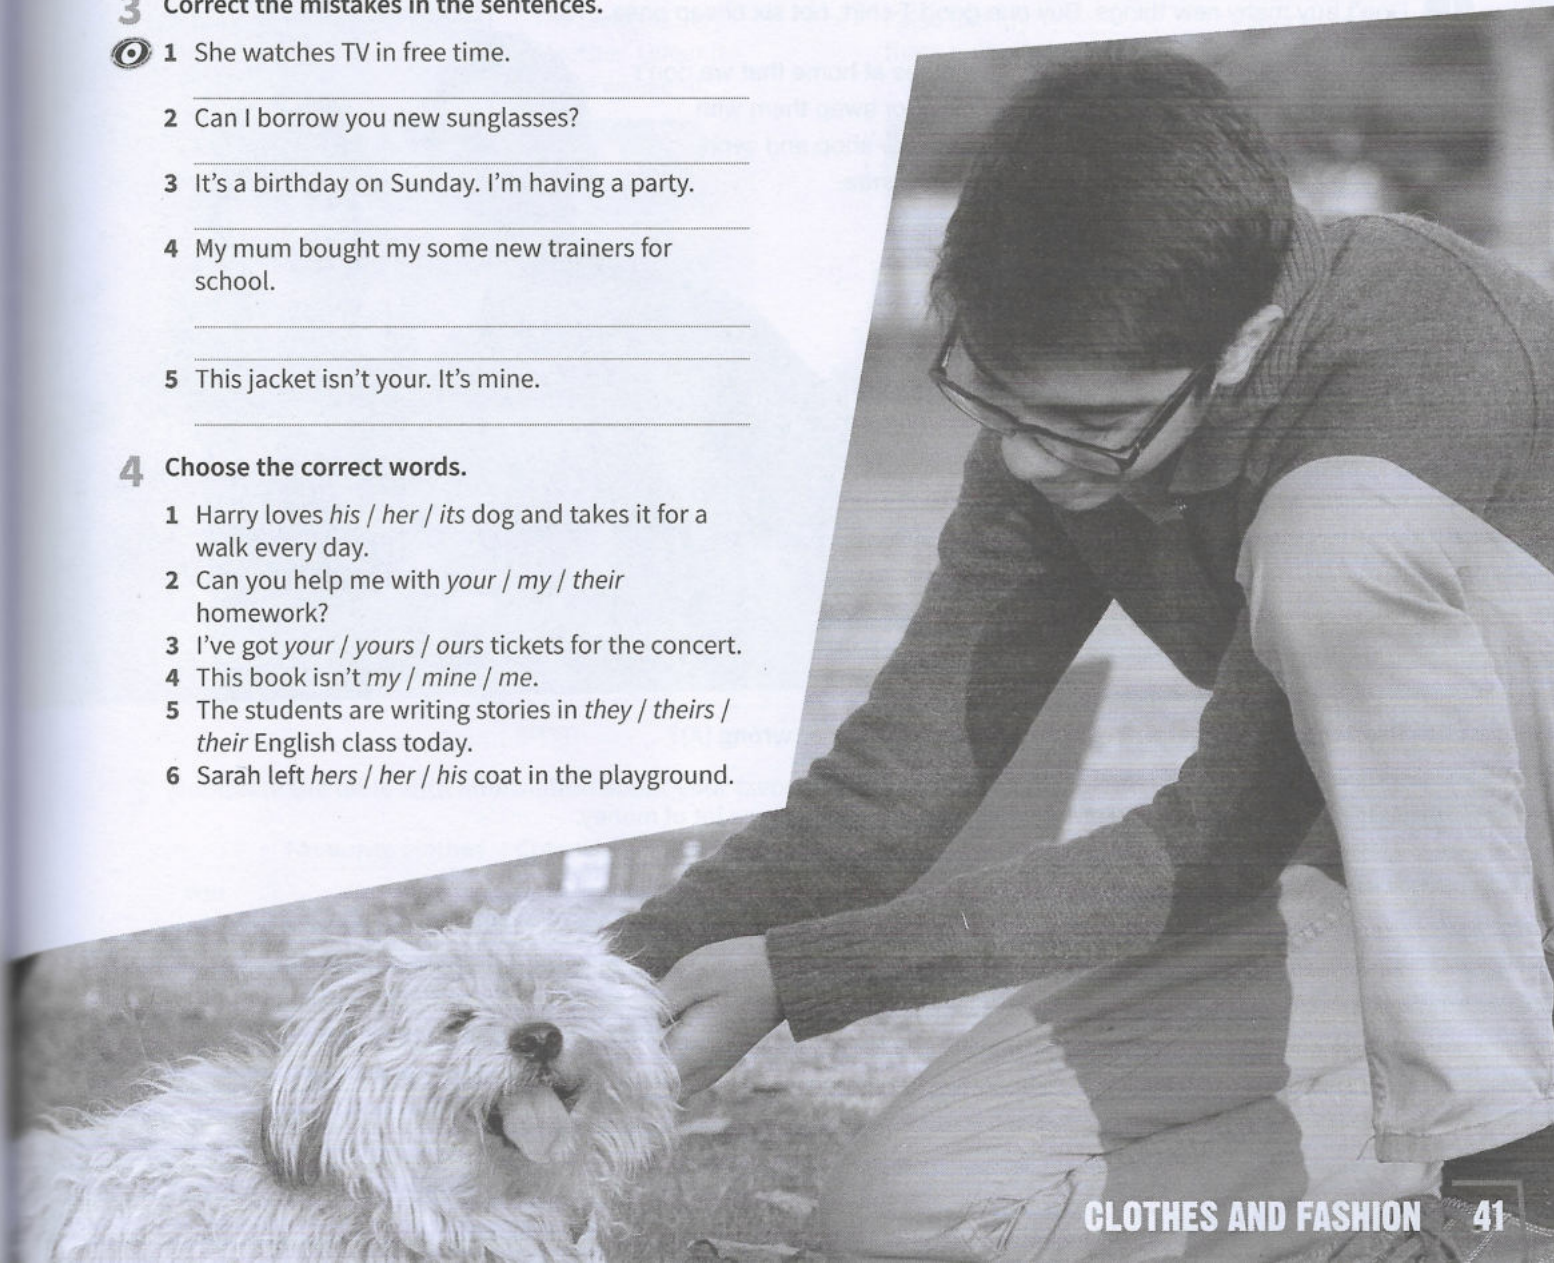 3 Correct the mistakes in the sentences.
1 She watches TV in free time.
2 Can I borrow you new sunglasses?
3 It's a birthday on Sunday. I'm having a party.
4 My mum bought my some new trainers for
school.
5 This jacket isn't your. It's mine.
4 Choose the correct words.
1 Harry loves his / her / its dog and takes it for a
walk every day.
2 Can you help me with your / my / their
homework?
3 I've got your / yours / ours tickets for the concert.
4 This book isn't my / mine / me.
5 The students are writing stories in they / theirs /
their English class today.
6 Sarah left hers / her / his coat in the playground.
CLOTHES AND FASHION 41